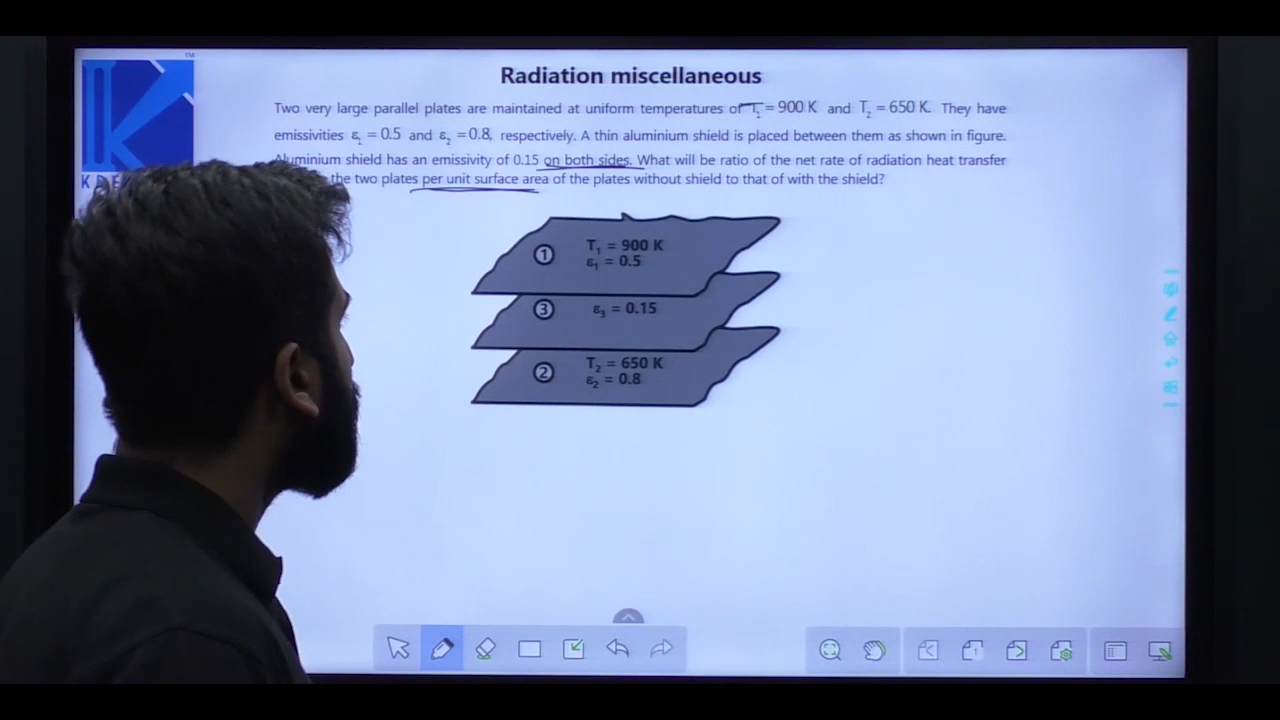 TM
Radiation miscellaneous
Two very large parallel plates are maintained at uniform temperatures of T₁ = 900 K and T₂ = 650 K. They have
emissivities ε₁ = 0.5 and ε₂ = 0.8, respectively. A thin aluminium shield is placed between them as shown in figure.
Aluminium shield has an emissivity of 0.15 on both sides. What will be ratio of the net rate of radiation heat transfer
the two plates per unit surface area of the plates without shield to that of with the shield?
1 T₁ = 900 K
ε₁ = 0.5
3 ε₃ = 0.15
2 T₂ = 650 K
ε₂ = 0.8